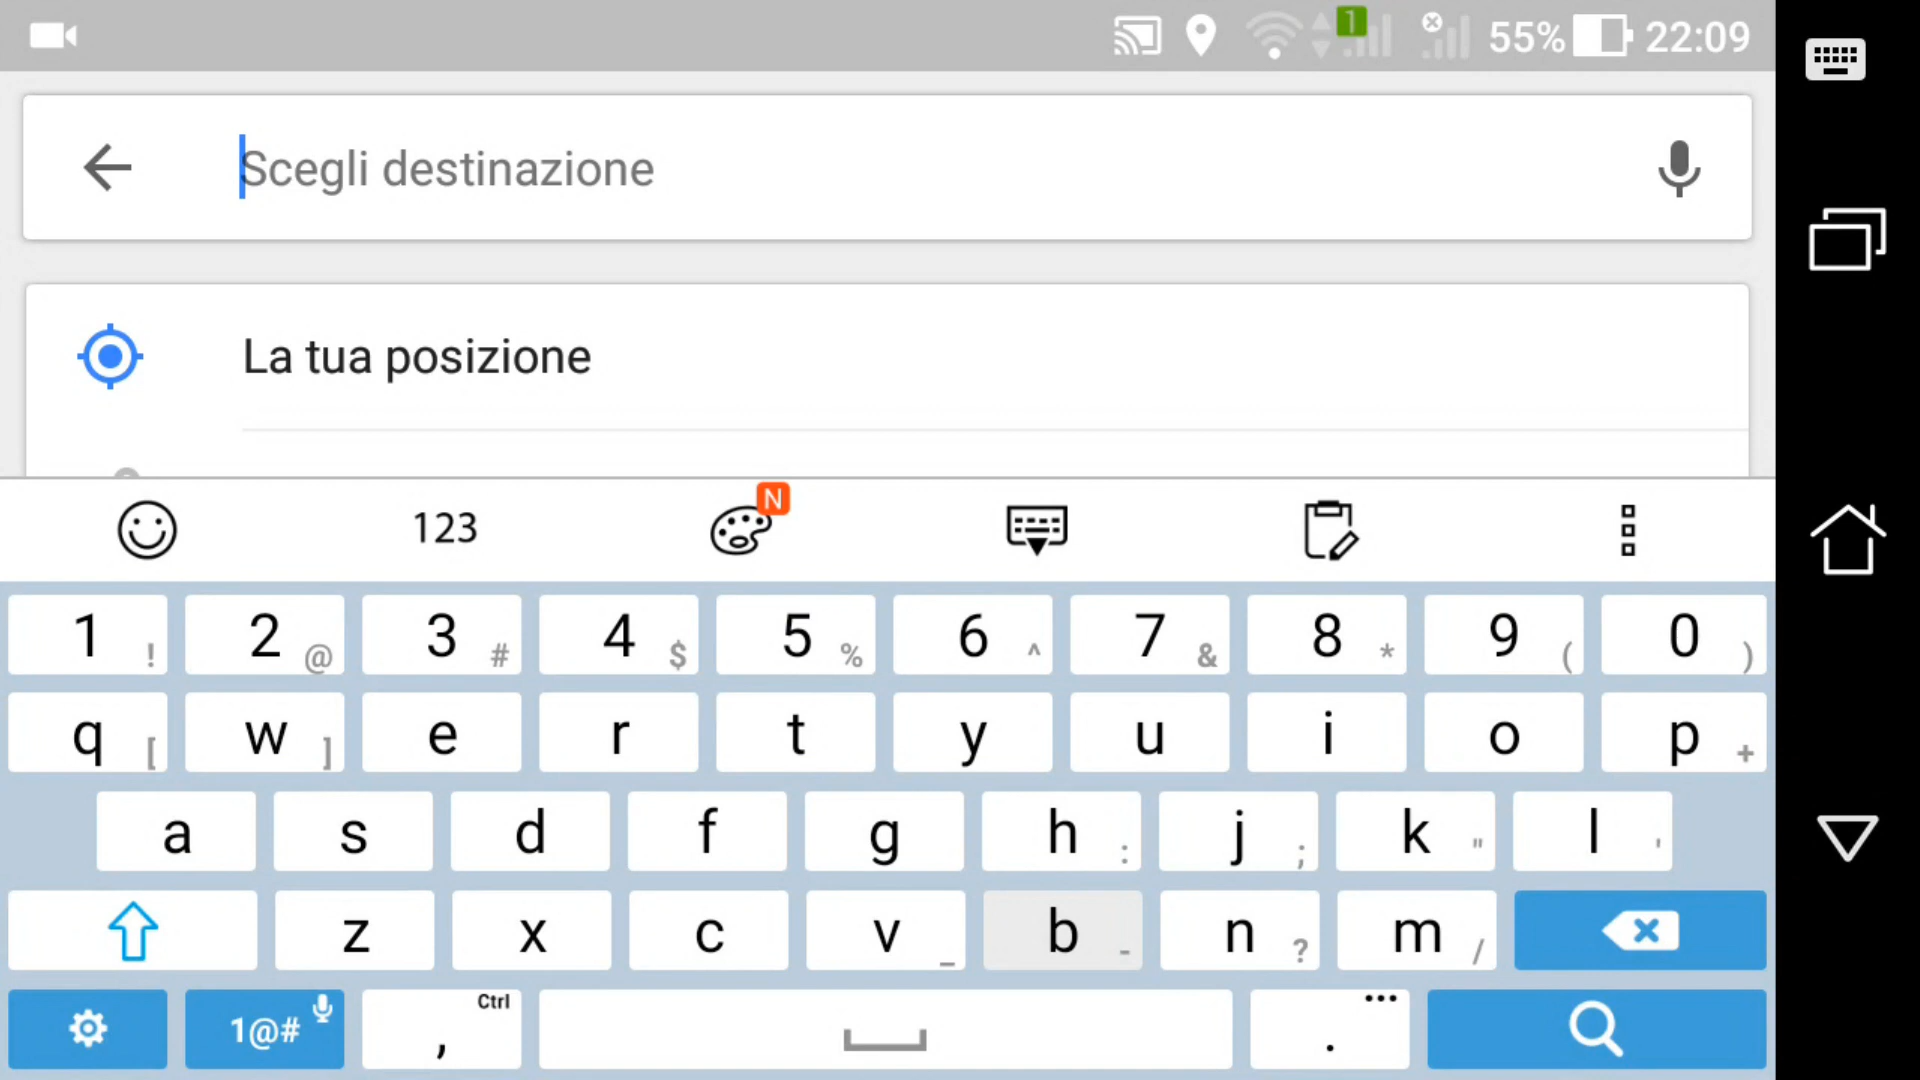 1 55% 22:09
Scegli destinazione
La tua posizione
123 N
1 ! 2 @ 3 # 4 $ 5 % 6 ^ 7 & 8 * 9 ( 0 )
q [ w ] e r t y u i o p +
a s d f g h : j ; k " l '
z x c v _ b - n ? m /
1@# , Ctrl . ...